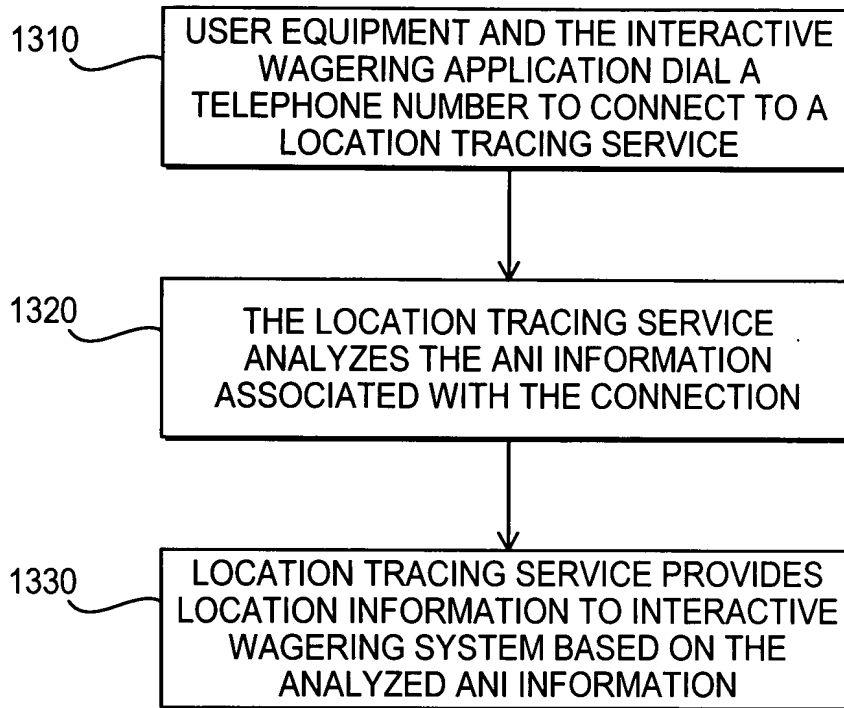 1310
USER EQUIPMENT AND THE INTERACTIVE
WAGERING APPLICATION DIAL A
TELEPHONE NUMBER TO CONNECT TO A
LOCATION TRACING SERVICE
1320
THE LOCATION TRACING SERVICE
ANALYZES THE ANI INFORMATION
ASSOCIATED WITH THE CONNECTION
1330
LOCATION TRACING SERVICE PROVIDES
LOCATION INFORMATION TO INTERACTIVE
WAGERING SYSTEM BASED ON THE
ANALYZED ANI INFORMATION